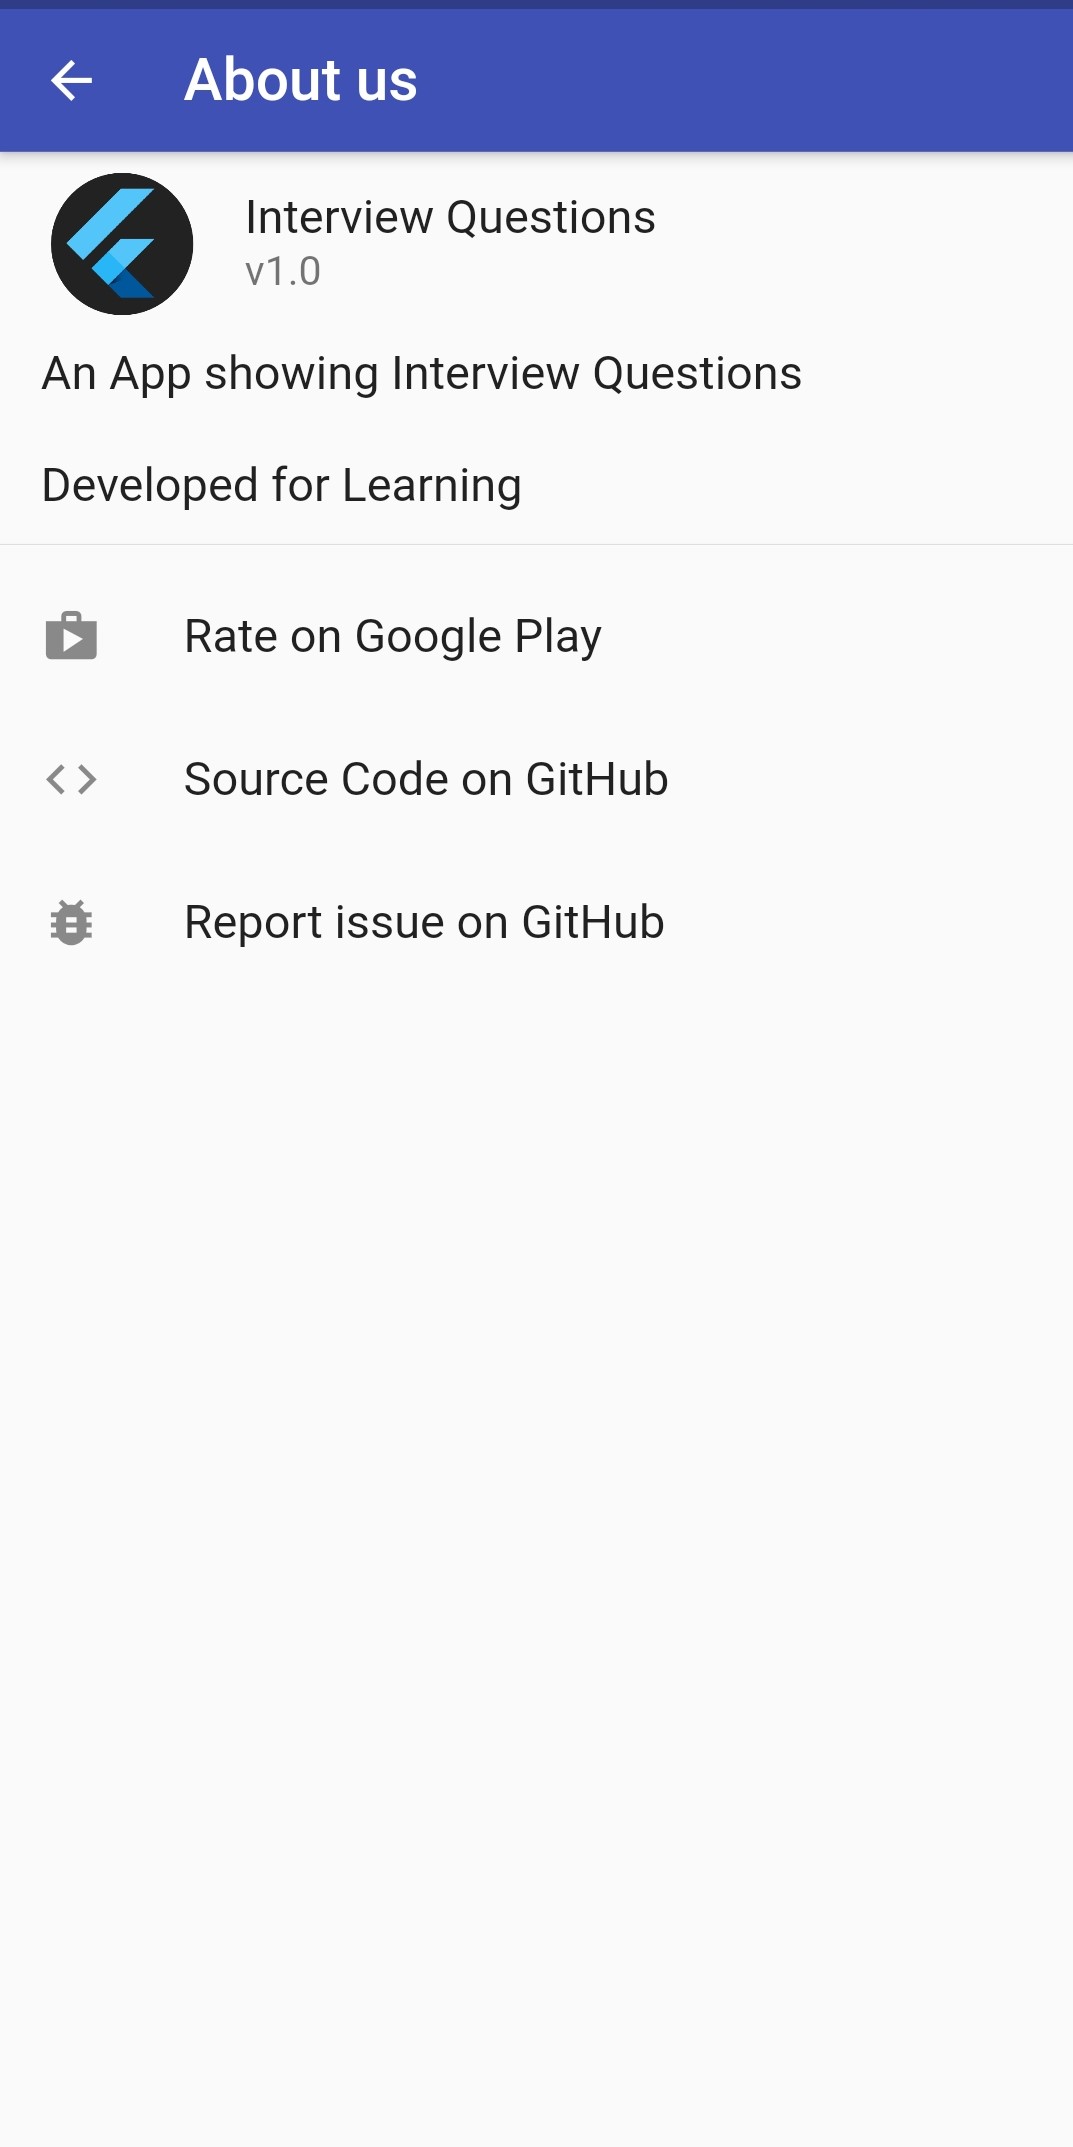 About us
Interview Questions
v1.0
An App showing Interview Questions
Developed for Learning
Rate on Google Play
Source Code on GitHub
Report issue on GitHub